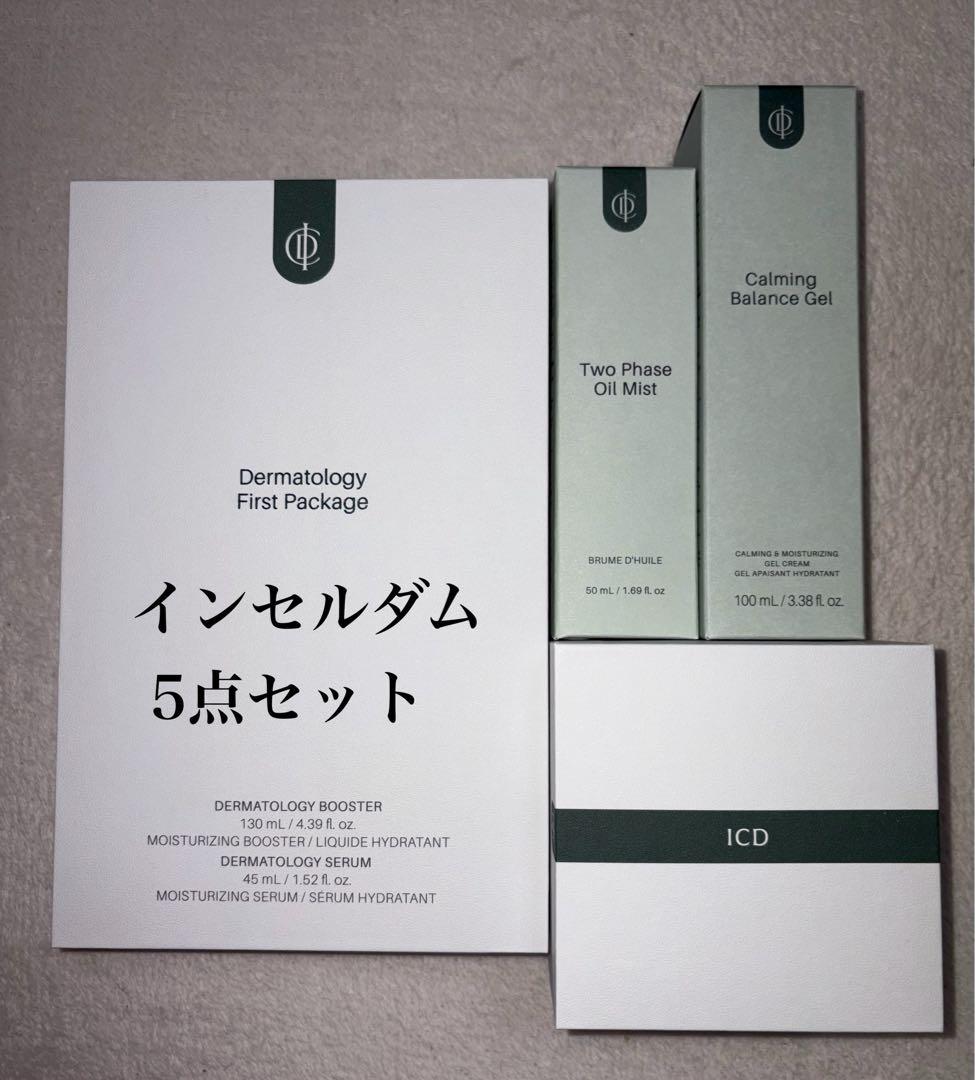 Dermatology
First Package
インセルダム
5点セット
DERMATOLOGY BOOSTER
130 mL / 4.39 fl. oz.
MOISTURIZING BOOSTER / LIQUIDE HYDRATANT
DERMATOLOGY SERUM
45 mL / 1.52 fl. oz.
MOISTURIZING SERUM / SÉRUM HYDRATANT
Two Phase
Oil Mist
BRUME D'HUILE
50 mL / 1.69 fl. oz
Calming
Balance Gel
CALMING & MOISTURIZING
GEL CREAM
GEL APAISANT HYDRATANT
100 mL / 3.38 fl. oz.
ICD